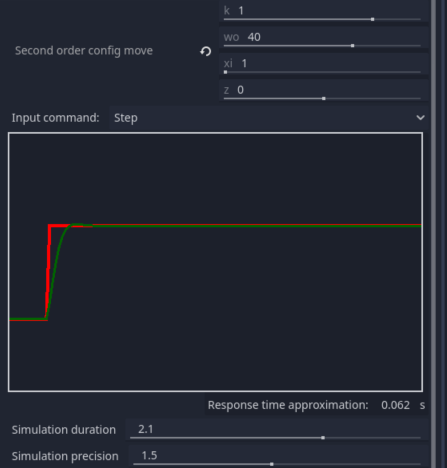 k 1
wo 40
Second order config move
xi 1
z 0
Input command: Step
Response time approximation: 0.062 s
Simulation duration 2.1
Simulation precision 1.5